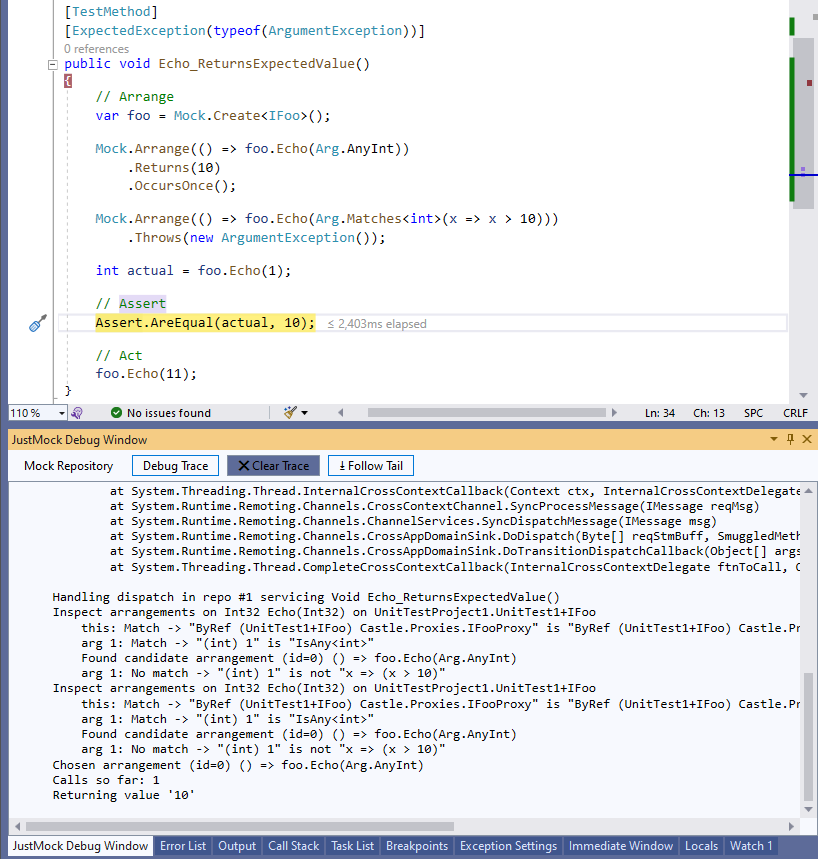 [TestMethod]
[ExpectedException(typeof(ArgumentException))]
0 references
public void Echo_ReturnsExpectedValue()
{
// Arrange
var foo = Mock.Create<IFoo>();
Mock.Arrange(() => foo.Echo(Arg.AnyInt))
.Returns(10)
.OccursOnce();
Mock.Arrange(() => foo.Echo(Arg.Matches<int>(x => x > 10)))
.Throws(new ArgumentException());
int actual = foo.Echo(1);
// Assert
Assert.AreEqual(actual, 10); ≤ 2,403ms elapsed
// Act
foo.Echo(11);
}
110 % No issues found Ln: 34 Ch: 13 SPC CRLF
JustMock Debug Window
Mock Repository Debug Trace Clear Trace Follow Tail
at System.Threading.Thread.InternalCrossContextCallback(Context ctx, InternalCrossContextDelegate
at System.Runtime.Remoting.Channels.CrossContextChannel.SyncProcessMessage(IMessage reqMsg)
at System.Runtime.Remoting.Channels.ChannelServices.SyncDispatchMessage(IMessage msg)
at System.Runtime.Remoting.Channels.CrossAppDomainSink.DoDispatch(Byte[] reqStmBuff, SmuggledMeth
at System.Runtime.Remoting.Channels.CrossAppDomainSink.DoTransitionDispatchCallback(Object[] args
at System.Threading.Thread.CompleteCrossContextCallback(InternalCrossContextDelegate ftnToCall, C
Handling dispatch in repo #1 servicing Void Echo_ReturnsExpectedValue()
Inspect arrangements on Int32 Echo(Int32) on UnitTestProject1.UnitTest1+IFoo
this: Match -> "ByRef (UnitTest1+IFoo) Castle.Proxies.IFooProxy" is "ByRef (UnitTest1+IFoo) Castle.Pr
arg 1: Match -> "(int) 1" is "IsAny<int>"
Found candidate arrangement (id=0) () => foo.Echo(Arg.AnyInt)
arg 1: No match -> "(int) 1" is not "x => (x > 10)"
Inspect arrangements on Int32 Echo(Int32) on UnitTestProject1.UnitTest1+IFoo
this: Match -> "ByRef (UnitTest1+IFoo) Castle.Proxies.IFooProxy" is "ByRef (UnitTest1+IFoo) Castle.Pr
arg 1: Match -> "(int) 1" is "IsAny<int>"
Found candidate arrangement (id=0) () => foo.Echo(Arg.AnyInt)
arg 1: No match -> "(int) 1" is not "x => (x > 10)"
Chosen arrangement (id=0) () => foo.Echo(Arg.AnyInt)
Calls so far: 1
Returning value '10'
JustMock Debug Window Error List Output Call Stack Task List Breakpoints Exception Settings Immediate Window Locals Watch 1